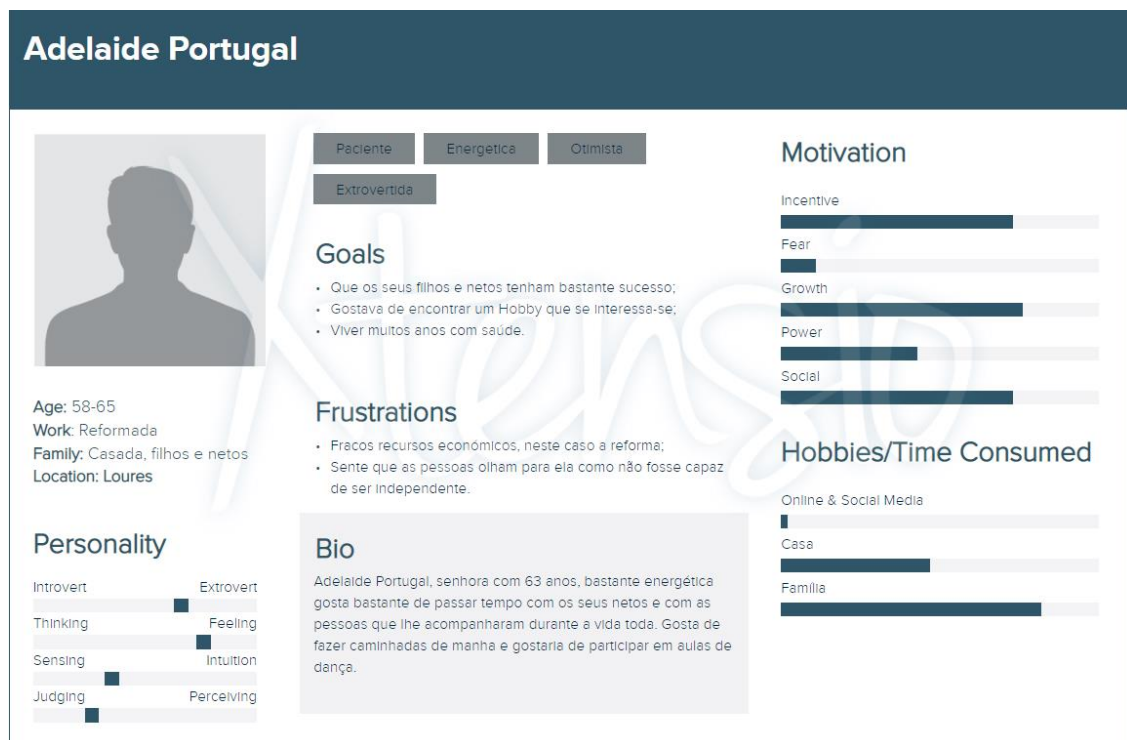 Adelaide Portugal
Age: 58-65
Work: Reformada
Family: Casada, filhos e netos
Location: Loures
Personality
Introvert Extrovert
Thinking Feeling
Sensing Intuition
Judging Perceiving
Paciente Energetica Otimista
Extrovertida
Goals
• Que os seus filhos e netos tenham bastante sucesso;
• Gostava de encontrar um Hobby que se interessa-se;
• Viver muitos anos com saúde.
Frustrations
• Fracos recursos económicos, neste caso a reforma;
• Sente que as pessoas olham para ela como não fosse capaz
de ser independente.
Bio
Adelaide Portugal, senhora com 63 anos, bastante energética
gosta bastante de passar tempo com os seus netos e com as
pessoas que lhe acompanharam durante a vida toda. Gosta de
fazer caminhadas de manha e gostaria de participar em aulas de
dança.
Motivation
Incentive
Fear
Growth
Power
Social
Hobbies/Time Consumed
Online & Social Media
Casa
Família
Xtensio